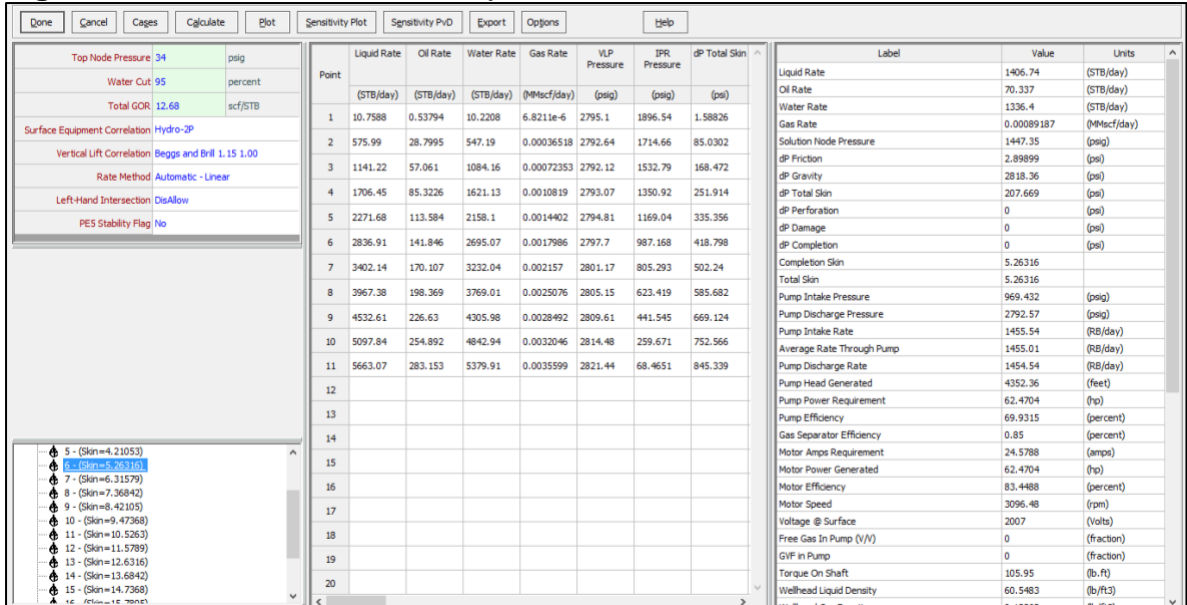 Done Cancel Cases Calculate Plot Sensitivity Plot Sensitivity PvD Export Options Help
Top Node Pressure 34 psig
Water Cut 95 percent
Total GOR 12.68 scf/STB
Surface Equipment Correlation Hydro-2P
Vertical Lift Correlation Beggs and Brill 1.15 1.00
Rate Method Automatic - Linear
Left-Hand Intersection DisAllow
PES Stability Flag No
5 - (Skin=4.21053)
6 - (Skin=5.26316)
7 - (Skin=6.31579)
8 - (Skin=7.36842)
9 - (Skin=8.42105)
10 - (Skin=9.47368)
11 - (Skin=10.5263)
12 - (Skin=11.5789)
13 - (Skin=12.6316)
14 - (Skin=13.6842)
15 - (Skin=14.7368)
16 - (Skin=15.7895)
Point Liquid Rate Oil Rate Water Rate Gas Rate VLP Pressure IPR Pressure dP Total Skin
(STB/day) (STB/day) (STB/day) (MMscf/day) (psig) (psig) (psi)
1 10.7588 0.53794 10.2208 6.8211e-6 2795.1 1896.54 1.58826
2 575.99 28.7995 547.19 0.00036518 2792.64 1714.66 85.0302
3 1141.22 57.061 1084.16 0.00072353 2792.12 1532.79 168.472
4 1706.45 85.3226 1621.13 0.0010819 2793.07 1350.92 251.914
5 2271.68 113.584 2158.1 0.0014402 2794.81 1169.04 335.356
6 2836.91 141.846 2695.07 0.0017986 2797.7 987.168 418.798
7 3402.14 170.107 3232.04 0.002157 2801.17 805.293 502.24
8 3967.38 198.369 3769.01 0.0025076 2805.15 623.419 585.682
9 4532.61 226.63 4305.98 0.0028492 2809.61 441.545 669.124
10 5097.84 254.892 4842.94 0.0032046 2814.48 259.671 752.566
11 5663.07 283.153 5379.91 0.0035599 2821.44 68.4651 845.339
12
13
14
15
16
17
18
19
20
Label Value Units
Liquid Rate 1406.74 (STB/day)
Oil Rate 70.337 (STB/day)
Water Rate 1336.4 (STB/day)
Gas Rate 0.00089187 (MMscf/day)
Solution Node Pressure 1447.35 (psig)
dP Friction 2.89899 (psi)
dP Gravity 2818.36 (psi)
dP Total Skin 207.669 (psi)
dP Perforation 0 (psi)
dP Damage 0 (psi)
dP Completion 0 (psi)
Completion Skin 5.26316
Total Skin 5.26316
Pump Intake Pressure 969.432 (psig)
Pump Discharge Pressure 2792.57 (psig)
Pump Intake Rate 1455.54 (RB/day)
Average Rate Through Pump 1455.01 (RB/day)
Pump Discharge Rate 1454.54 (RB/day)
Pump Head Generated 4352.36 (feet)
Pump Power Requirement 62.4704 (hp)
Pump Efficiency 69.9315 (percent)
Gas Separator Efficiency 0.85 (percent)
Motor Amps Requirement 24.5788 (amps)
Motor Power Generated 62.4704 (hp)
Motor Efficiency 83.4488 (percent)
Motor Speed 3096.48 (rpm)
Voltage @ Surface 2007 (Volts)
Free Gas In Pump (V/V) 0 (fraction)
GVF in Pump 0 (fraction)
Torque On Shaft 105.95 (lb.ft)
Wellhead Liquid Density 60.5483 (lb/ft3)